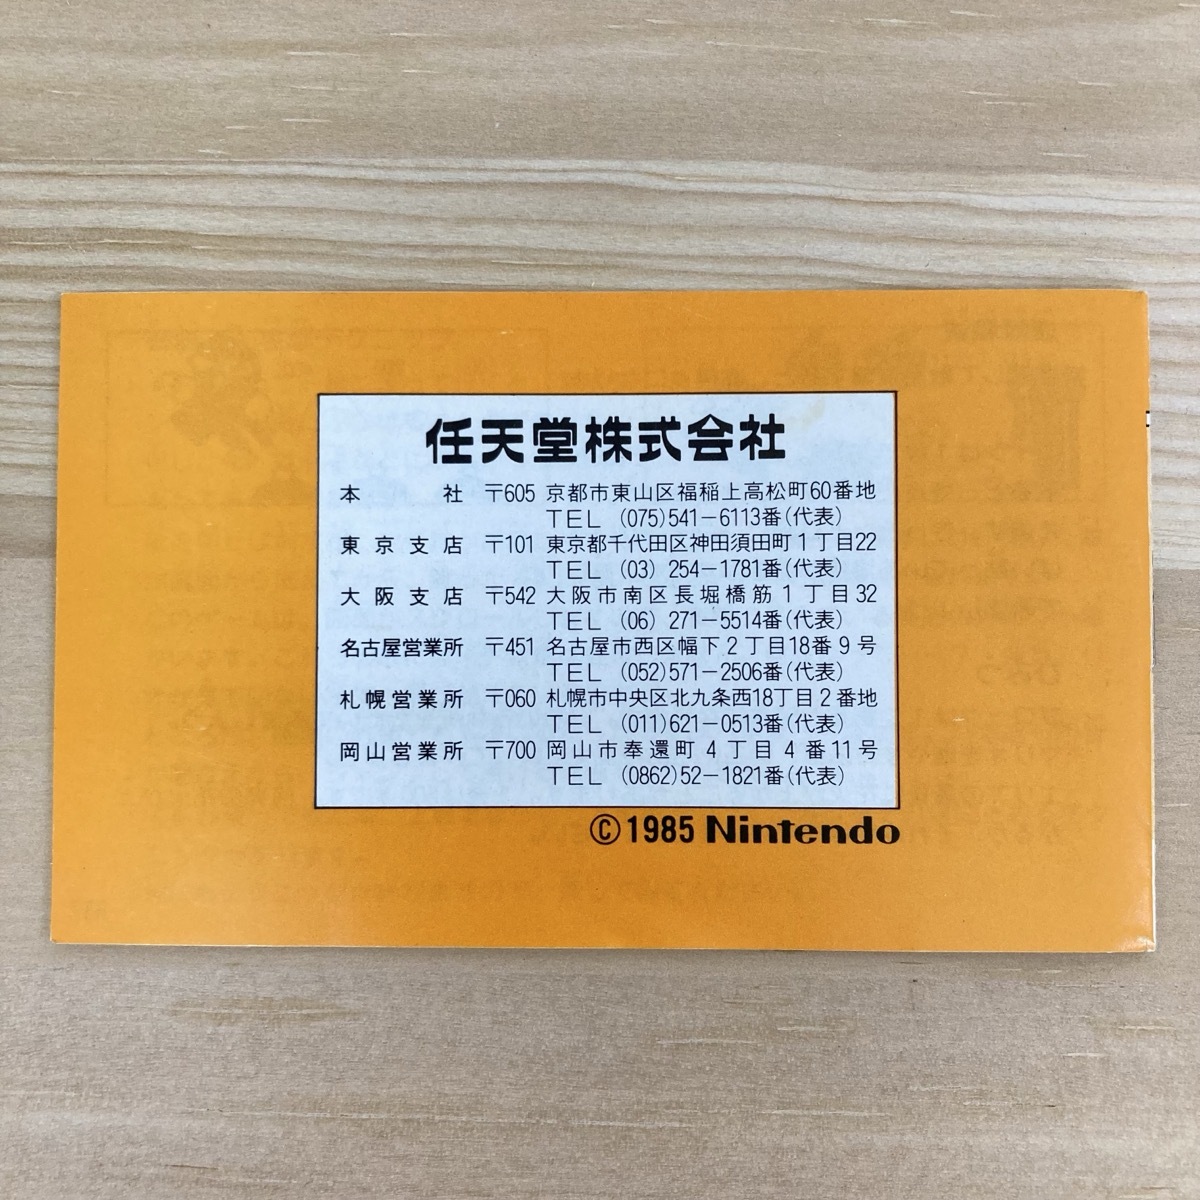 任天堂株式会社
本社 〒605 京都市東山区福稲上高松町60番地
TEL (075)541-6113番(代表)
東京支店 〒101 東京都千代田区神田須田町1丁目22
TEL (03) 254-1781番(代表)
大阪支店 〒542 大阪市南区長堀橋筋1丁目32
TEL (06) 271-5514番(代表)
名古屋営業所 〒451 名古屋市西区幅下2丁目18番9号
TEL (052)571-2506番(代表)
札幌営業所 〒060 札幌市中央区北九条西18丁目2番地
TEL (011)621-0513番(代表)
岡山営業所 〒700 岡山市奉還町4丁目4番11号
TEL (0862)52-1821番(代表)
©1985 Nintendo